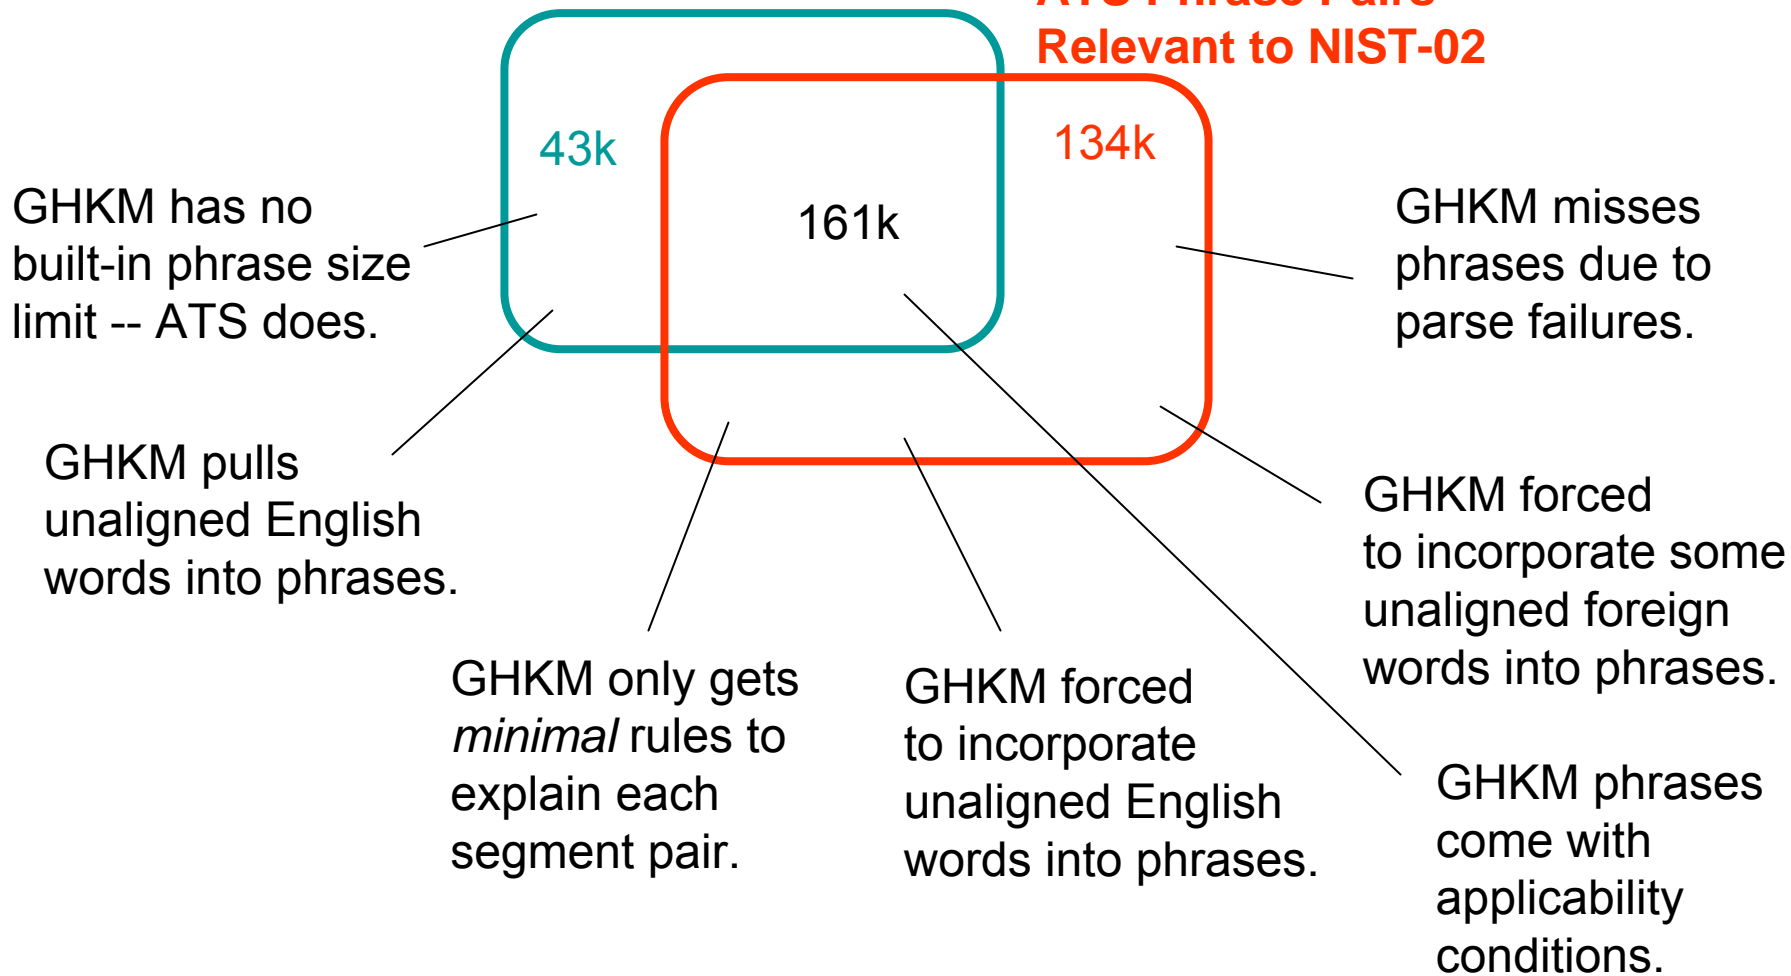 ATS Phrase Pairs
Relevant to NIST-02
43k
134k
161k
GHKM has no
built-in phrase size
limit -- ATS does.
GHKM misses
phrases due to
parse failures.
GHKM pulls
unaligned English
words into phrases.
GHKM forced
to incorporate some
unaligned foreign
words into phrases.
GHKM only gets
minimal rules to
explain each
segment pair.
GHKM forced
to incorporate
unaligned English
words into phrases.
GHKM phrases
come with
applicability
conditions.